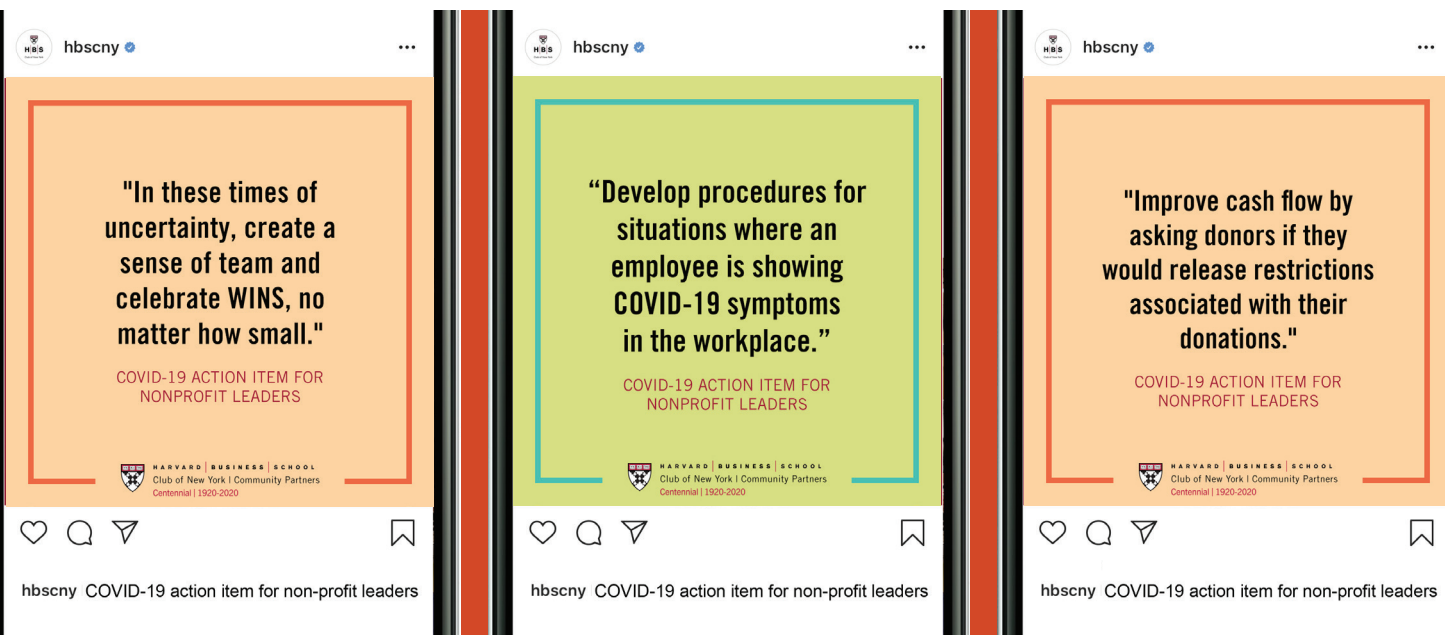 hbscny
"In these times of
uncertainty, create a
sense of team and
celebrate WINS, no
matter how small."
COVID-19 ACTION ITEM FOR
NONPROFIT LEADERS
HARVARD | BUSINESS | SCHOOL
Club of New York | Community Partners
Centennial | 1920-2020
hbscny COVID-19 action item for non-profit leaders
hbscny
“Develop procedures for
situations where an
employee is showing
COVID-19 symptoms
in the workplace.”
COVID-19 ACTION ITEM FOR
NONPROFIT LEADERS
HARVARD | BUSINESS | SCHOOL
Club of New York | Community Partners
Centennial | 1920-2020
hbscny COVID-19 action item for non-profit leaders
hbscny
"Improve cash flow by
asking donors if they
would release restrictions
associated with their
donations."
COVID-19 ACTION ITEM FOR
NONPROFIT LEADERS
HARVARD | BUSINESS | SCHOOL
Club of New York | Community Partners
Centennial | 1920-2020
hbscny COVID-19 action item for non-profit leaders